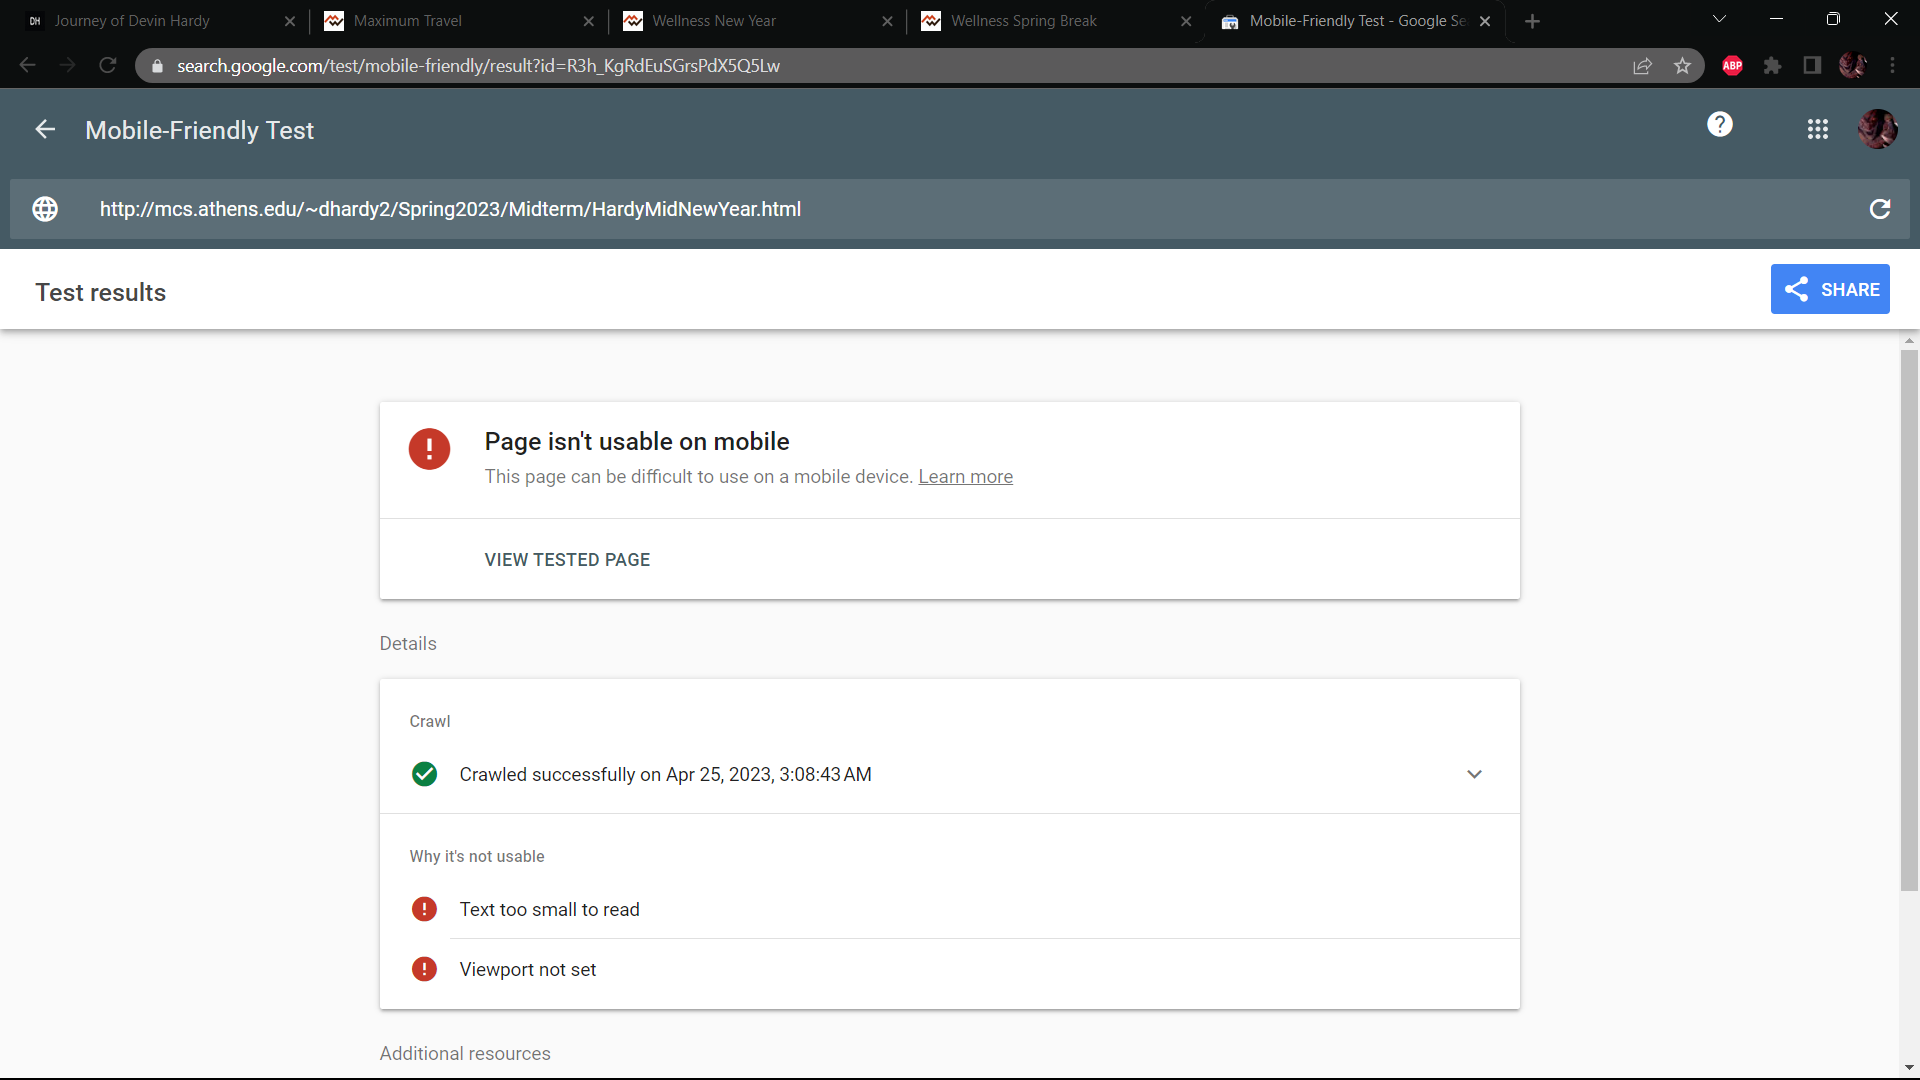 DH Journey of Devin Hardy
Maximum Travel
Wellness New Year
Wellness Spring Break
Mobile-Friendly Test - Google Se
search.google.com/test/mobile-friendly/result?id=R3h_KgRdEuSGrsPdX5Q5Lw
ABP
Mobile-Friendly Test
?
http://mcs.athens.edu/~dhardy2/Spring2023/Midterm/HardyMidNewYear.html
Test results
SHARE
Page isn't usable on mobile
This page can be difficult to use on a mobile device. Learn more
VIEW TESTED PAGE
Details
Crawl
Crawled successfully on Apr 25, 2023, 3:08:43 AM
Why it's not usable
Text too small to read
Viewport not set
Additional resources